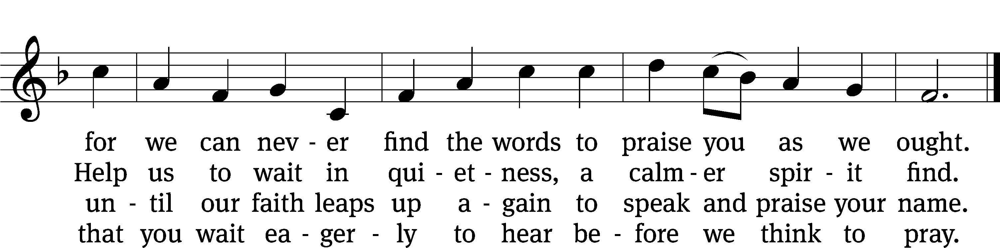 for we can nev - er find the words to praise you as we ought.
Help us to wait in qui - et - ness, a calm - er spir - it find.
un - til our faith leaps up a - gain to speak and praise your name.
that you wait ea - ger - ly to hear be - fore we think to pray.